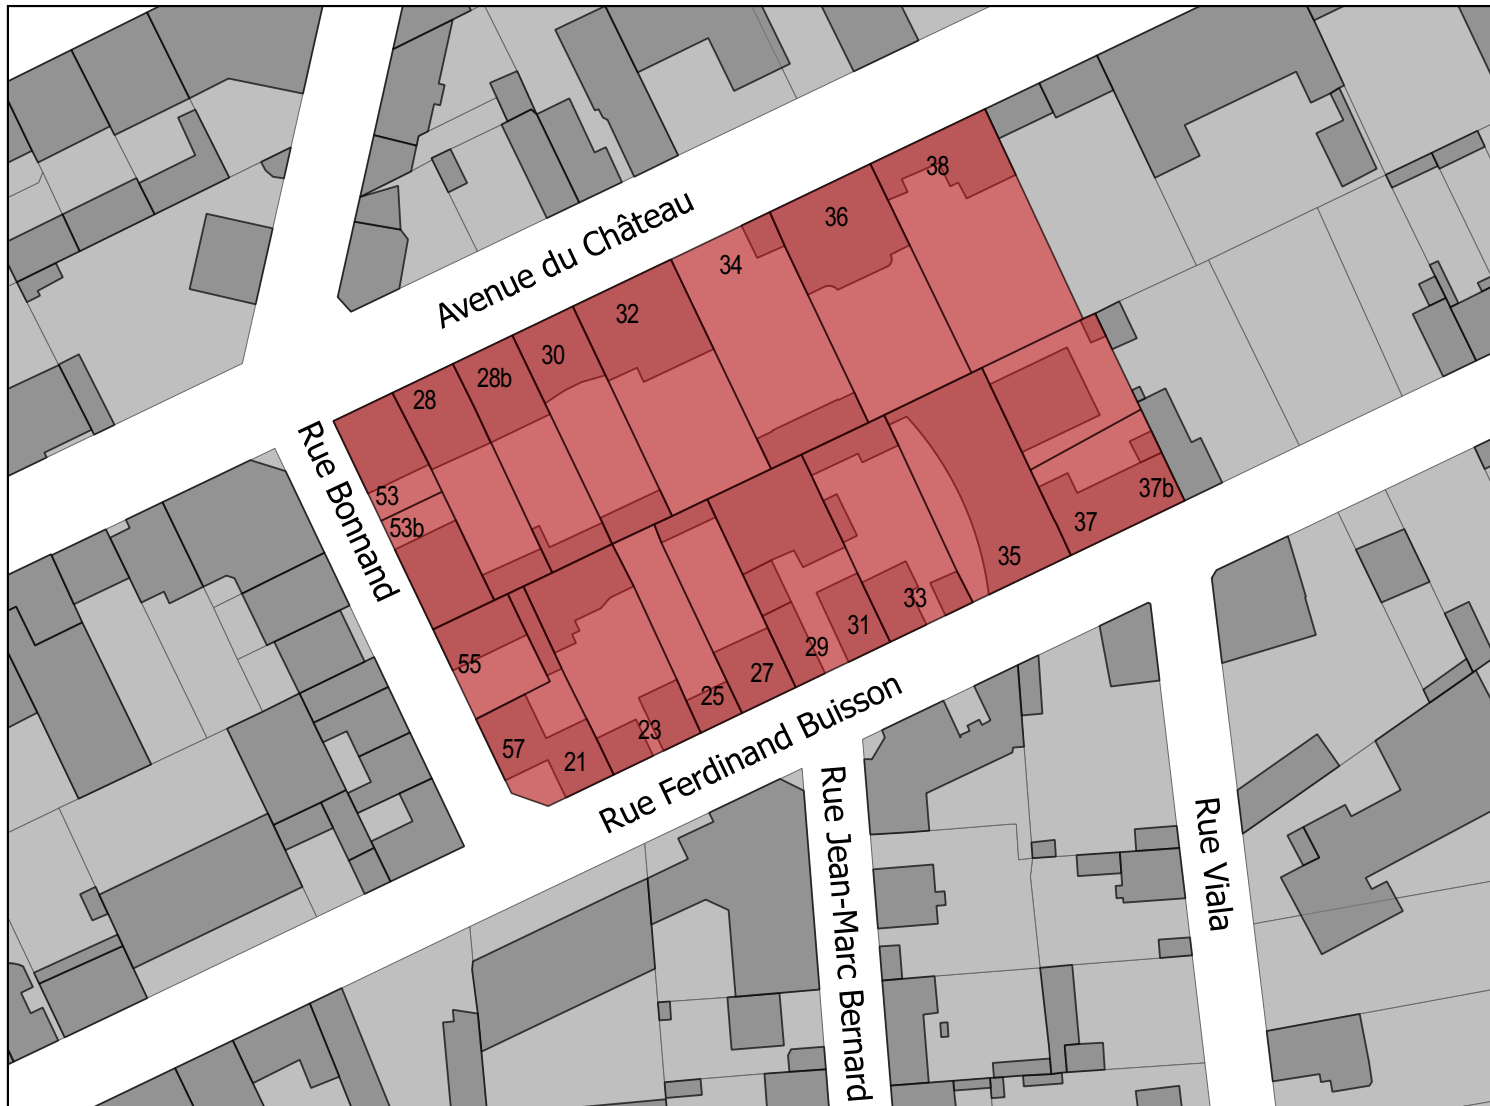 38
36
Avenue du Château
34
32
30
28b
28
Rue Bonnand
53
53b
37b
37
35
33
31
29
55
27
25
23
57
21
Rue Ferdinand Buisson
Rue Jean-Marc Bernard
Rue Viala